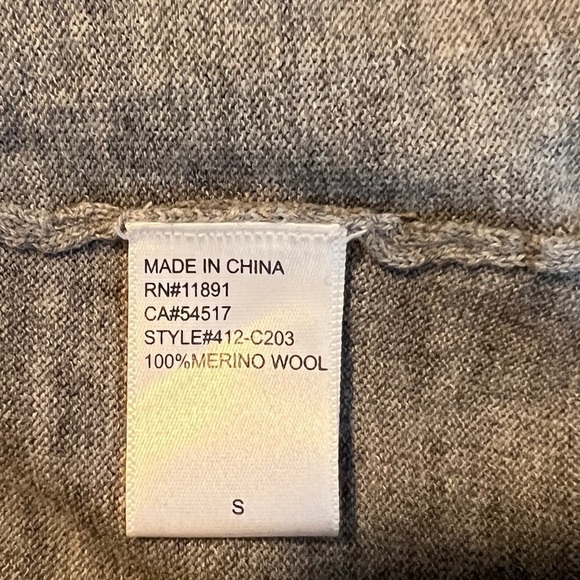 MADE IN CHINA
RN#11891
CA#54517
STYLE#412-C203
100%MERINO WOOL
S